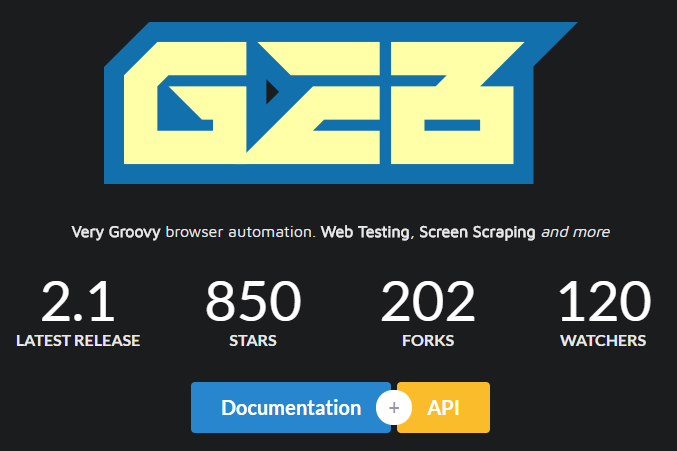 GEB
Very Groovy browser automation. Web Testing, Screen Scraping and more
2.1 850 202 120
LATEST RELEASE STARS FORKS WATCHERS
Documentation + API